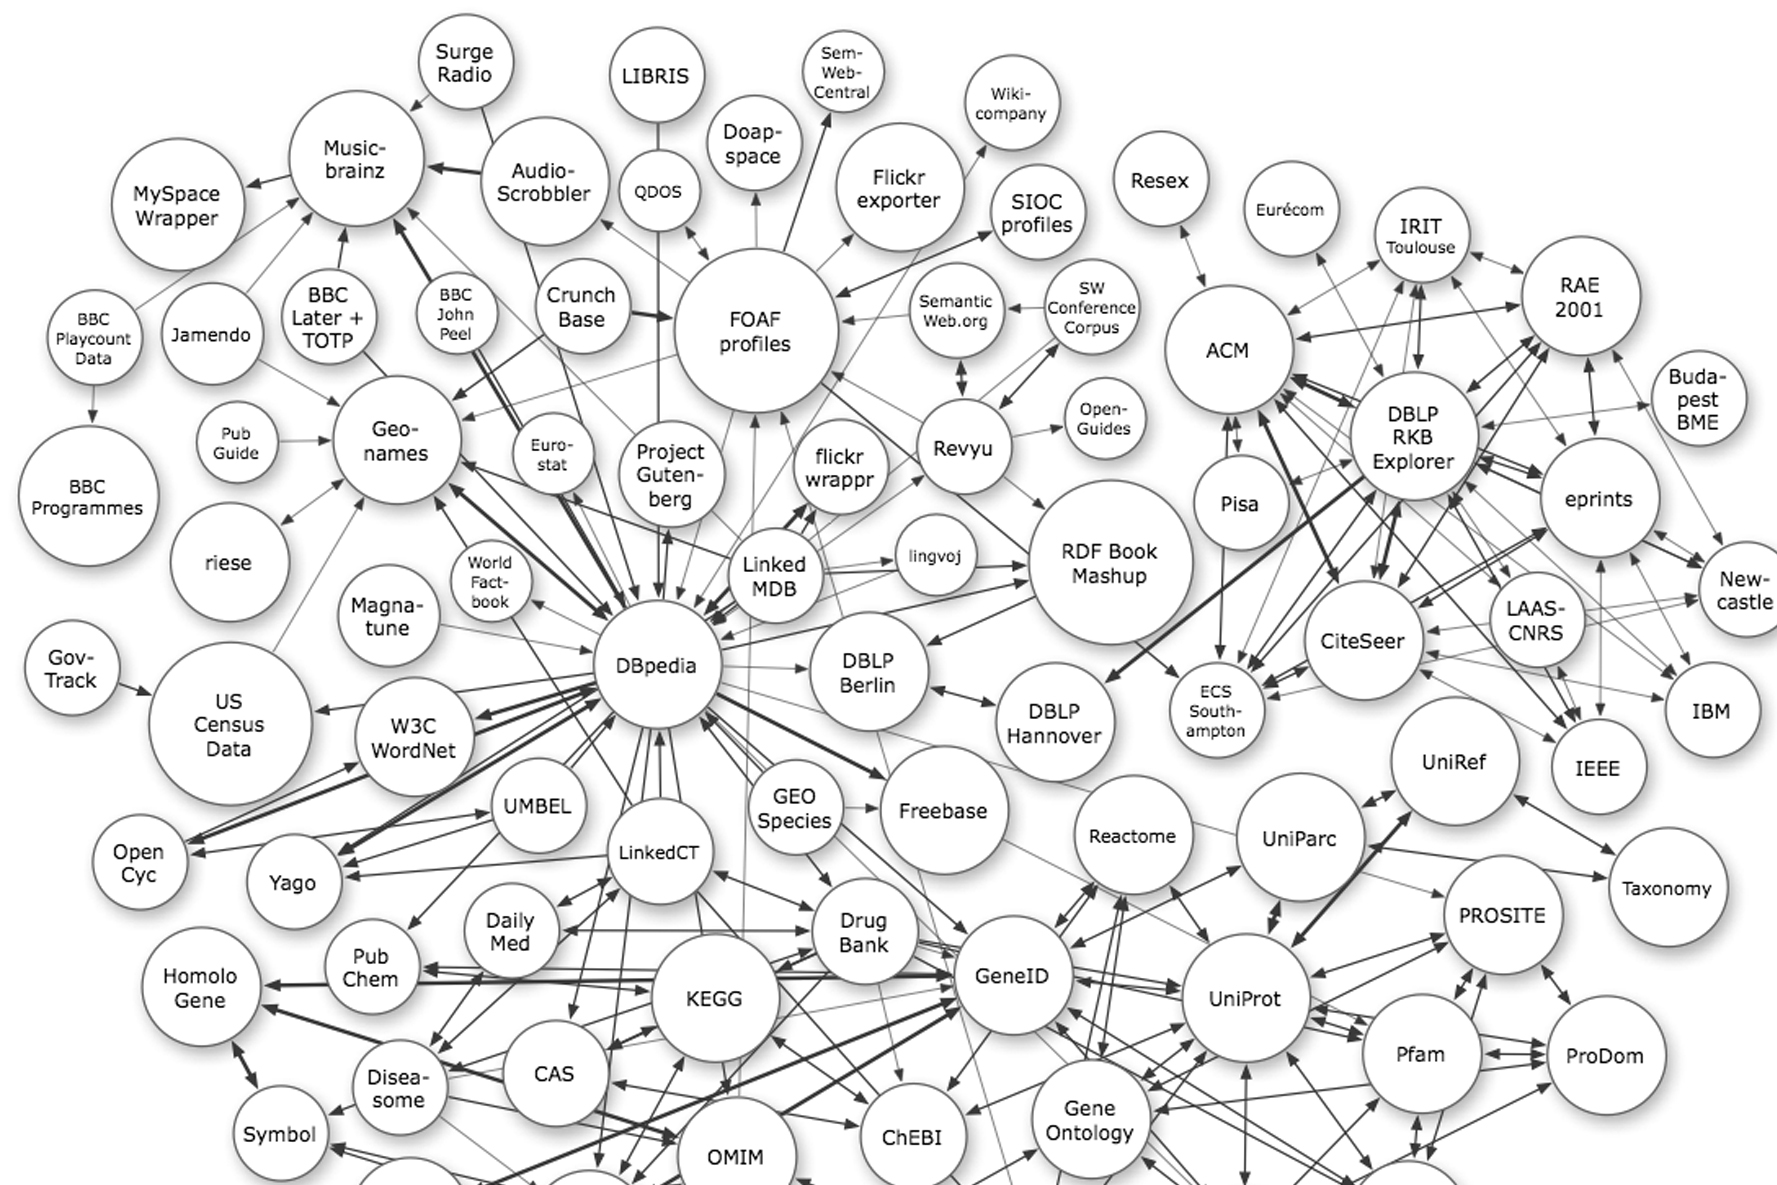 Surge
Radio
LIBRIS
Sem-
Web-
Central
Wiki-
company
Music-
brainz
Doap-
space
MySpace
Wrapper
Audio-
Scrobbler
QDOS
Flickr
exporter
SIOC
profiles
Resex
Eurécom
IRIT
Toulouse
BBC
Playcount
Data
Jamendo
BBC
Later +
TOTP
BBC
John
Peel
Crunch
Base
FOAF
profiles
Semantic
Web.org
SW
Conference
Corpus
ACM
RAE
2001
Pub
Guide
Geo-
names
Euro-
stat
Project
Guten-
berg
flickr
wrappr
Revyu
Open-
Guides
DBLP
RKB
Explorer
Buda-
pest
BME
BBC
Programmes
Pisa
eprints
riese
World
Fact-
book
Linked
MDB
lingvoj
RDF Book
Mashup
Magna-
tune
LAAS-
CNRS
New-
castle
Gov-
Track
US
Census
Data
W3C
WordNet
DBpedia
DBLP
Berlin
DBLP
Hannover
ECS
South-
ampton
CiteSeer
IBM
IEEE
UniRef
Open
Cyc
Yago
UMBEL
LinkedCT
GEO
Species
Freebase
Reactome
UniParc
Taxonomy
Homolo
Gene
Pub
Chem
Daily
Med
Drug
Bank
PROSITE
KEGG
GeneID
UniProt
Disea-
some
CAS
Pfam
ProDom
Symbol
OMIM
ChEBI
Gene
Ontology